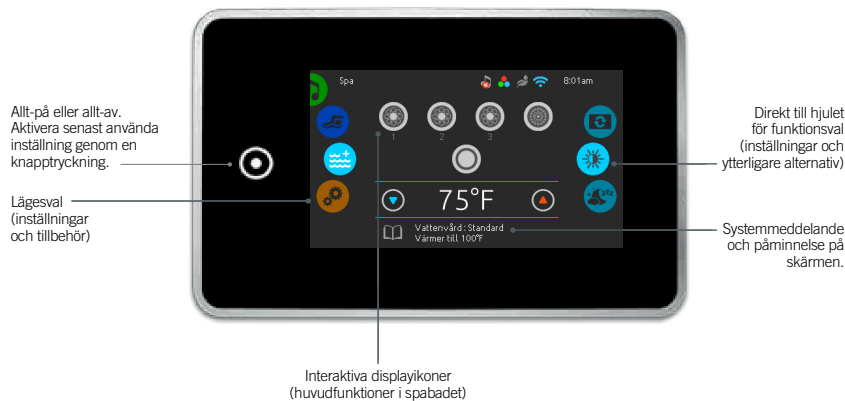 Allt-på eller allt-av.
Aktivera senast använda
inställning genom en
knapptryckning.
Lägesval
(inställningar
och tillbehör)
Spa
8:01am
1 2 3
75°F
Vattenvård: Standard
Värmer till 100°F
Direkt till hjulet
för funktionsval
(inställningar och
ytterligare alternativ)
Systemmeddelande
och påminnelse på
skärmen.
Interaktiva displayikoner
(huvudfunktioner i spabadet)